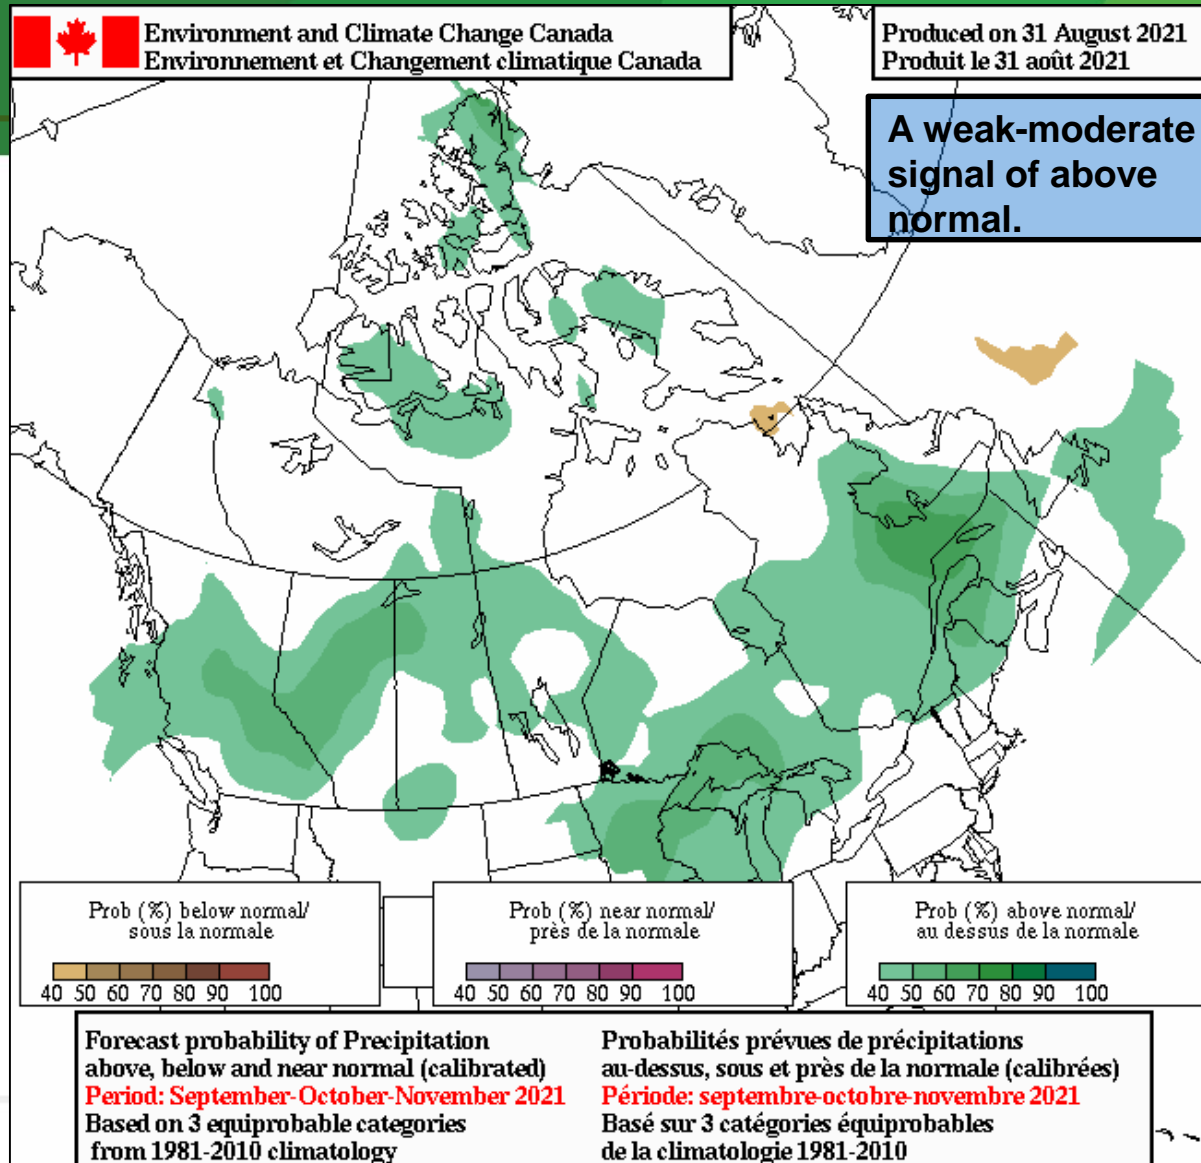 Environment and Climate Change Canada
Environnement et Changement climatique Canada
Produced on 31 August 2021
Produit le 31 août 2021
A weak-moderate
signal of above
normal.
Prob (%) below normal/
sous la normale
40 50 60 70 80 90 100
Prob (%) near normal/
près de la normale
40 50 60 70 80 90 100
Prob (%) above normal/
au dessus de la normale
40 50 60 70 80 90 100
Forecast probability of Precipitation
above, below and near normal (calibrated)
Period: September-October-November 2021
Based on 3 equiprobable categories
from 1981-2010 climatology
Probabilités prévues de précipitations
au-dessus, sous et près de la normale (calibrées)
Période: septembre-octobre-novembre 2021
Basé sur 3 catégories équiprobables
de la climatologie 1981-2010